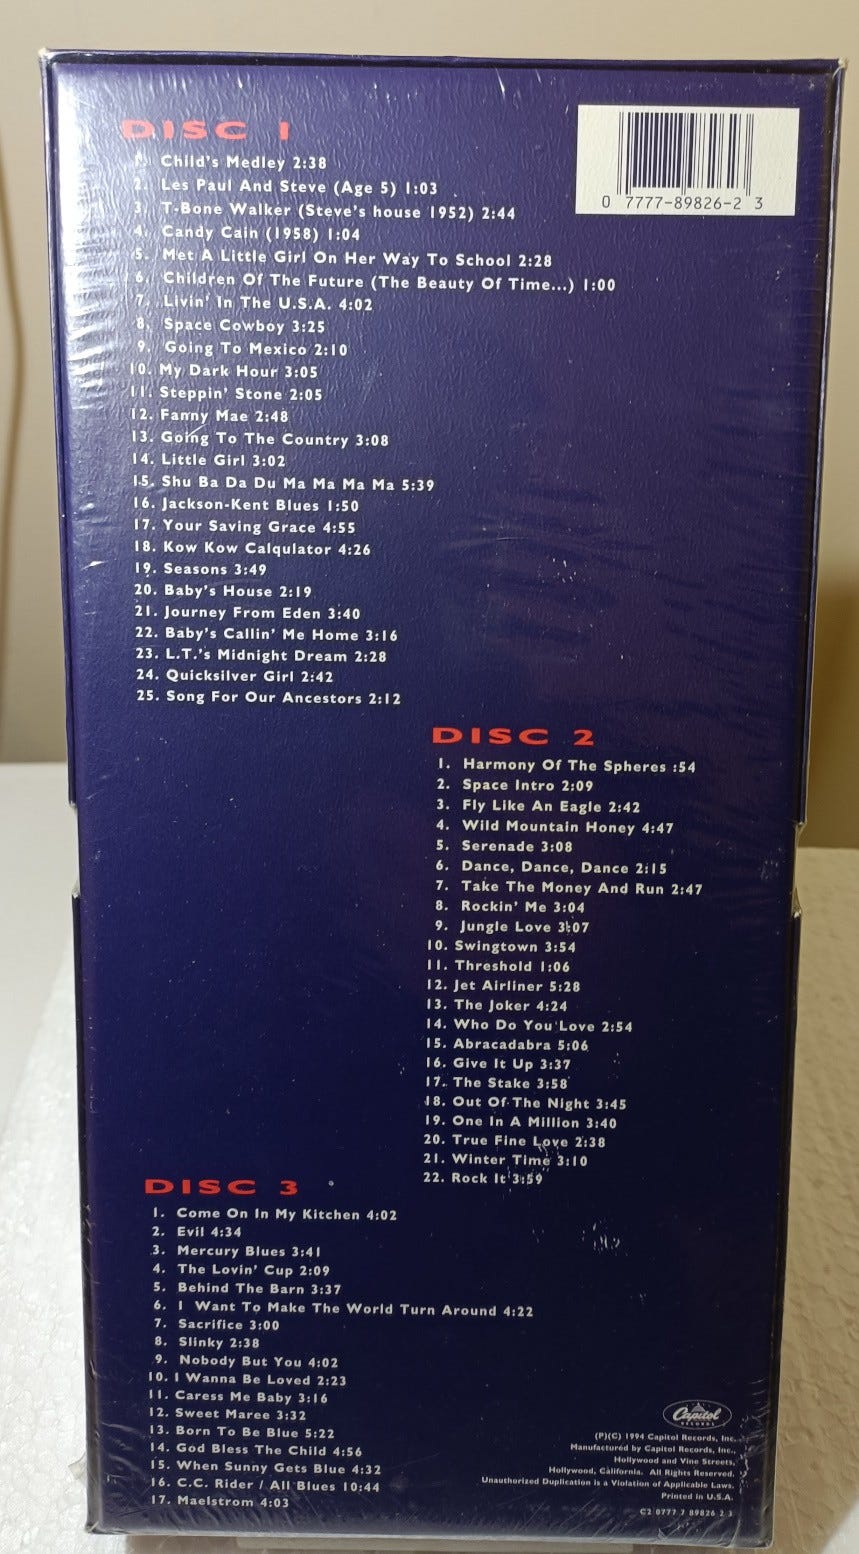 DISC 1
1. Child's Medley 2:38
2. Les Paul And Steve (Age 5) 1:03
3. T-Bone Walker (Steve's house 1952) 2:44
4. Candy Cain (1958) 1:04
5. Met A Little Girl On Her Way To School 2:28
6. Children Of The Future (The Beauty Of Time...) 1:00
7. Livin' In The U.S.A. 4:02
8. Space Cowboy 3:25
9. Going To Mexico 2:10
10. My Dark Hour 3:05
11. Steppin' Stone 2:05
12. Fanny Mae 2:48
13. Going To The Country 3:08
14. Little Girl 3:02
15. Shu Ba Da Du Ma Ma Ma Ma 5:39
16. Jackson-Kent Blues 1:50
17. Your Saving Grace 4:55
18. Kow Kow Calqulator 4:26
19. Seasons 3:49
20. Baby's House 2:19
21. Journey From Eden 3:40
22. Baby's Callin' Me Home 3:16
23. L.T.'s Midnight Dream 2:28
24. Quicksilver Girl 2:42
25. Song For Our Ancestors 2:12
0 7777-89826-2 3
DISC 2
1. Harmony Of The Spheres :54
2. Space Intro 2:09
3. Fly Like An Eagle 2:42
4. Wild Mountain Honey 4:47
5. Serenade 3:08
6. Dance, Dance, Dance 2:15
7. Take The Money And Run 2:47
8. Rockin' Me 3:04
9. Jungle Love 3:07
10. Swingtown 3:54
11. Threshold 1:06
12. Jet Airliner 5:28
13. The Joker 4:24
14. Who Do You Love 2:54
15. Abracadabra 5:06
16. Give It Up 3:37
17. The Stake 3:58
18. Out Of The Night 3:45
19. One In A Million 3:40
20. True Fine Love 2:38
21. Winter Time 3:10
22. Rock It 3:59
DISC 3
1. Come On In My Kitchen 4:02
2. Evil 4:34
3. Mercury Blues 3:41
4. The Lovin' Cup 2:09
5. Behind The Barn 3:37
6. I Want To Make The World Turn Around 4:22
7. Sacrifice 3:00
8. Slinky 2:38
9. Nobody But You 4:02
10. I Wanna Be Loved 2:23
11. Caress Me Baby 3:16
12. Sweet Maree 3:32
13. Born To Be Blue 5:22
14. God Bless The Child 4:56
15. When Sunny Gets Blue 4:32
16. C.C. Rider / All Blues 10:44
17. Maelstrom 4:03
Capitol
RECORDS
(P)(C) 1994 Capitol Records, Inc.
Manufactured by Capitol Records, Inc.,
Hollywood and Vine Streets,
Hollywood, California. All Rights Reserved.
Unauthorized Duplication is a Violation of Applicable Laws.
Printed in U.S.A.
C2 0777 7 89826 2 3